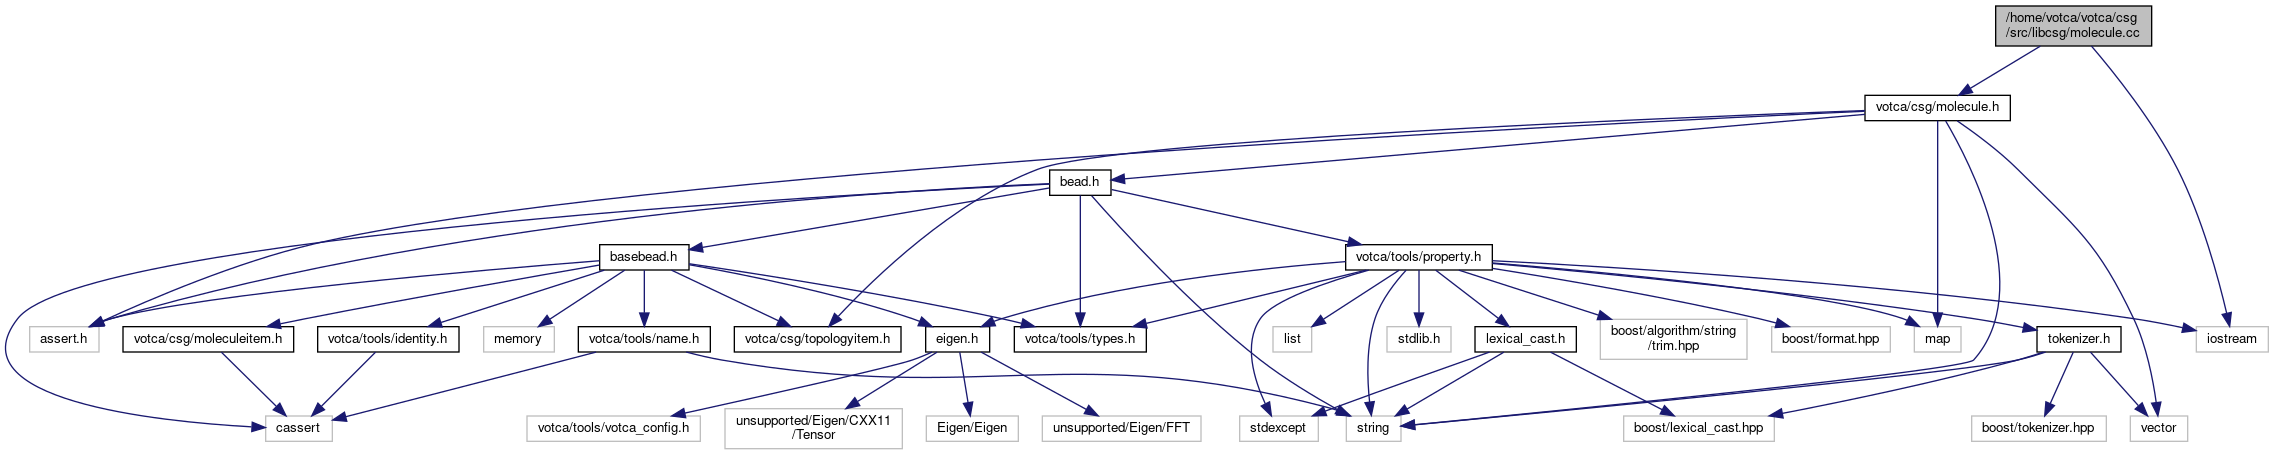 /home/votca/votca/csg
/src/libcsg/molecule.cc
votca/csg/molecule.h
bead.h
basebead.h
votca/tools/property.h
assert.h
votca/csg/moleculeitem.h
votca/tools/identity.h
memory
votca/tools/name.h
votca/csg/topologyitem.h
eigen.h
votca/tools/types.h
list
stdlib.h
lexical_cast.h
boost/algorithm/string
/trim.hpp
boost/format.hpp
map
tokenizer.h
iostream
cassert
votca/tools/votca_config.h
unsupported/Eigen/CXX11
/Tensor
Eigen/Eigen
unsupported/Eigen/FFT
stdexcept
string
boost/lexical_cast.hpp
boost/tokenizer.hpp
vector